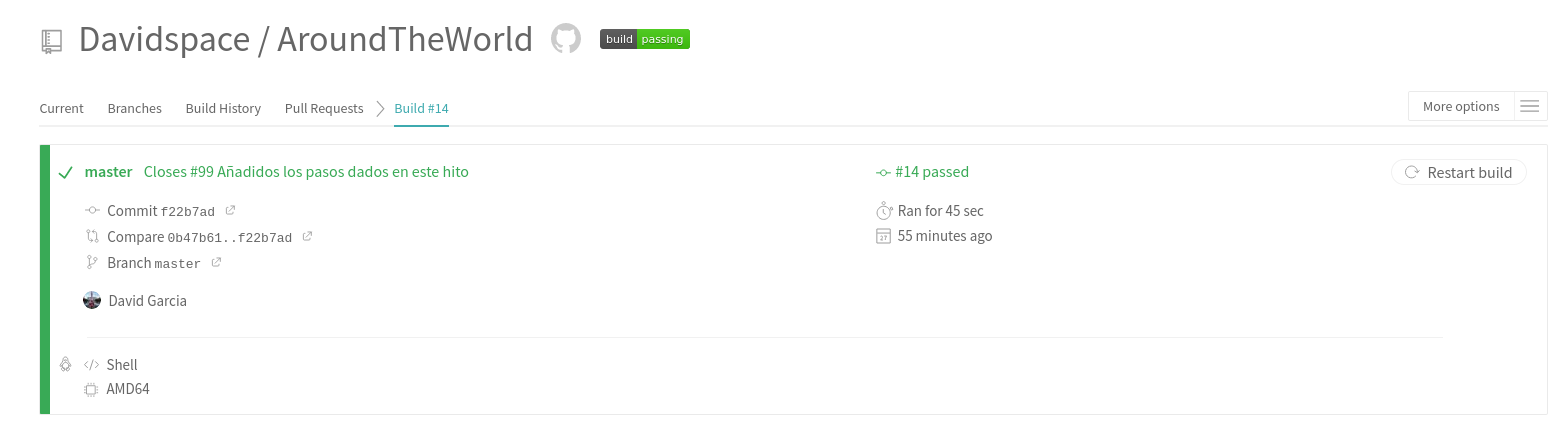 Davidspace / AroundTheWorld build passing
Current Branches Build History Pull Requests Build #14 More options
master Closes #99 Añadidos los pasos dados en este hito #14 passed Restart build
Commit f22b7ad Ran for 45 sec
Compare 0b47b61..f22b7ad 55 minutes ago
Branch master
David Garcia
Shell
AMD64